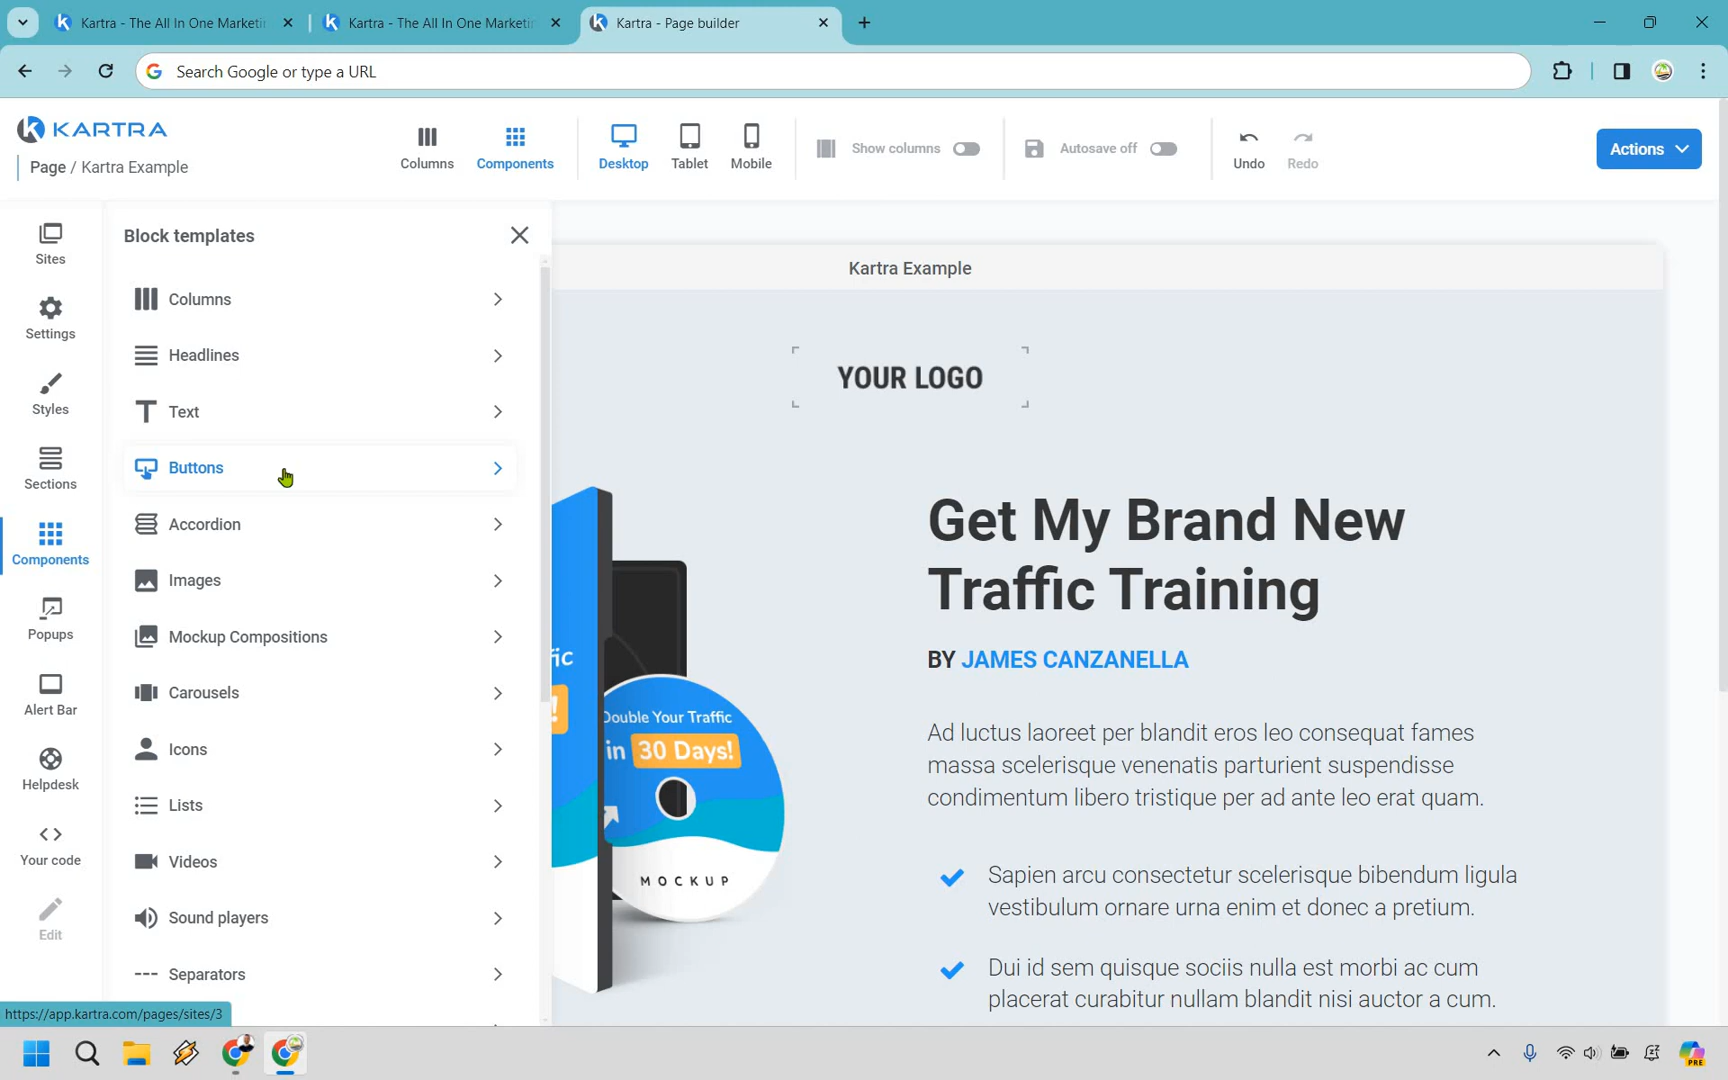 Kartra - The All In One Marketi
Kartra - The All In One Marketin
Kartra - Page builder
Search Google or type a URL
KARTRA
Page / Kartra Example
Columns
Components
Desktop
Tablet
Mobile
Show columns
Autosave off
Undo
Redo
Actions
Sites
Settings
Styles
Sections
Components
Popups
Alert Bar
Helpdesk
Your code
Edit
Block templates
Columns
Headlines
Text
Buttons
Accordion
Images
Mockup Compositions
Carousels
Icons
Lists
Videos
Sound players
Separators
Kartra Example
YOUR LOGO
Get My Brand New
Traffic Training
BY JAMES CANZANELLA
Ad luctus laoreet per blandit eros leo consequat fames
massa scelerisque venenatis parturient suspendisse
condimentum libero tristique per ad ante leo erat quam.
Sapien arcu consectetur scelerisque bibendum ligula
vestibulum ornare urna enim et donec a pretium.
Dui id sem quisque sociis nulla est morbi ac cum
placerat curabitur nullam blandit nisi auctor a cum.
fic
!
Double Your Traffic
in 30 Days!
MOCKUP
https://app.kartra.com/pages/sites/3
PRE